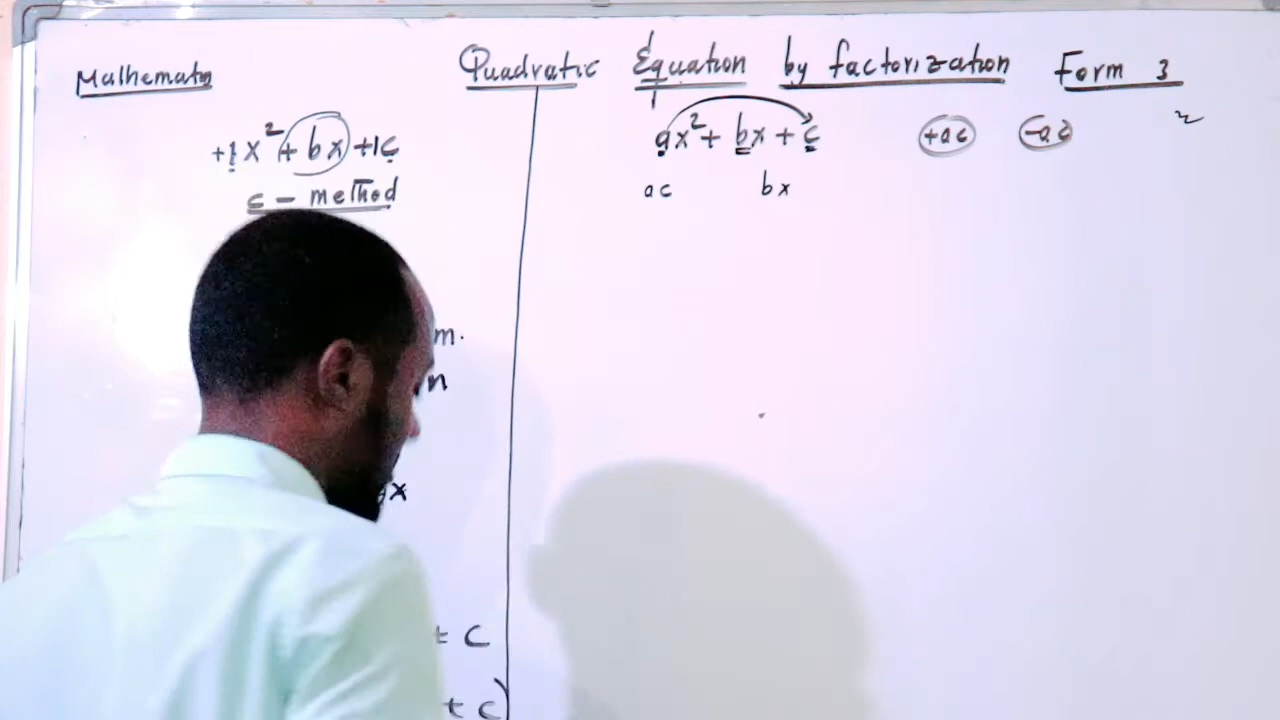 Mathematics
Quadratic Equation by factorization Form 3
+1x² + bx + 1c
c - method
m.
n
x
± c
+ c)
ax² + bx + c
ac bx
+ac -ac